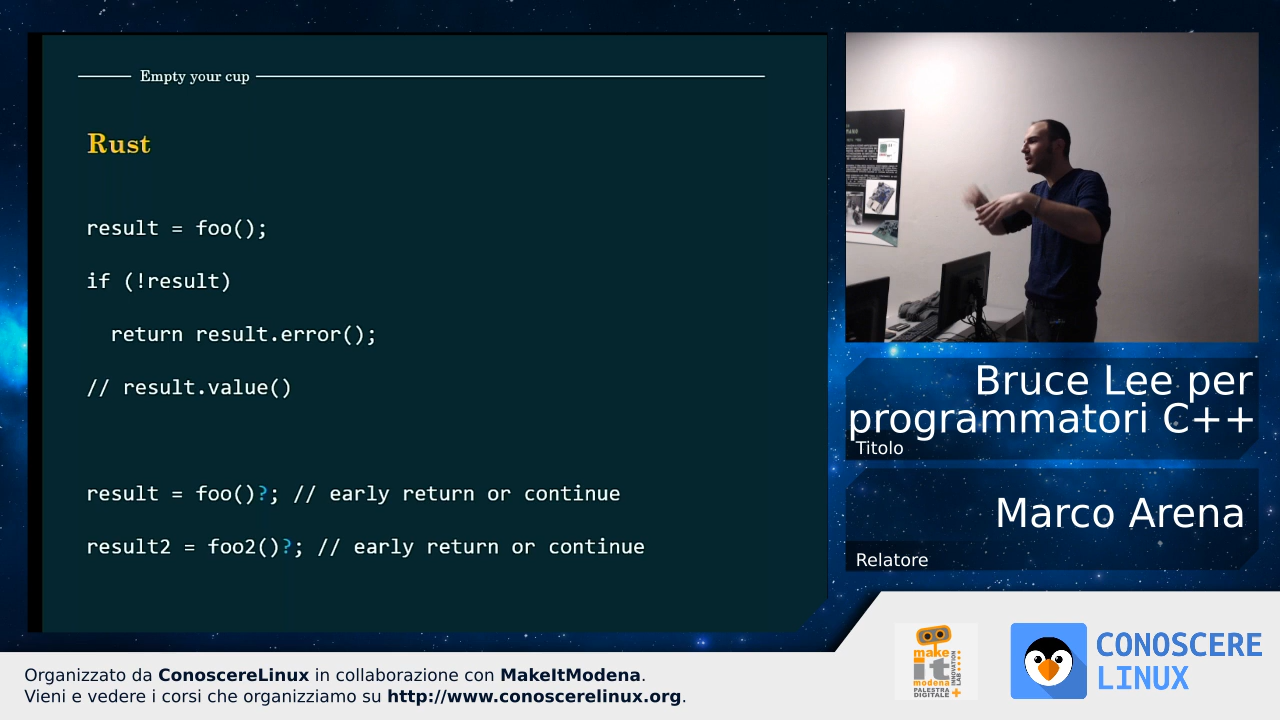 Empty your cup
Rust
result = foo();
if (!result)
return result.error();
// result.value()
result = foo()?; // early return or continue
result2 = foo2()?; // early return or continue
Bruce Lee per
programmatori C++
Titolo
Marco Arena
Relatore
Organizzato da ConoscereLinux in collaborazione con MakeItModena.
Vieni e vedere i corsi che organizziamo su http://www.conoscerelinux.org.
make
it
modena
PALESTRA
DIGITALE
INNOVATION
LAB
CONOSCERE
LINUX